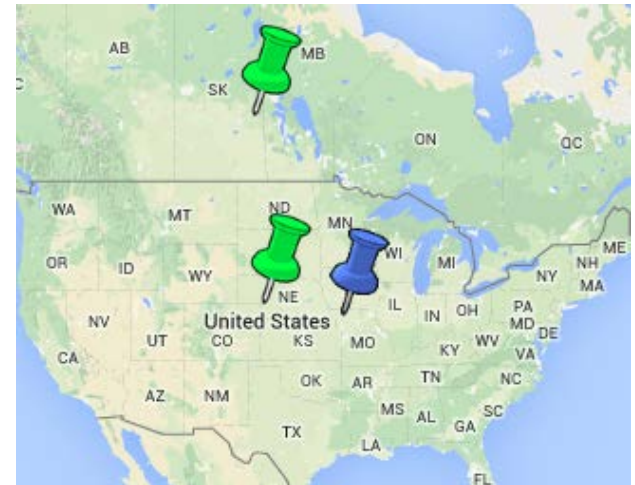 AB
MB
SK
ON
QC
WA
MT
ND
MN
ME
OR
ID
WY
WI
MI
NY
NH
MA
NE
IL
IN
OH
PA
MD
DE
NV
UT
CO
United States
KS
MO
KY
WV
VA
CA
AZ
NM
OK
AR
TN
NC
MS
AL
GA
SC
TX
LA
FL